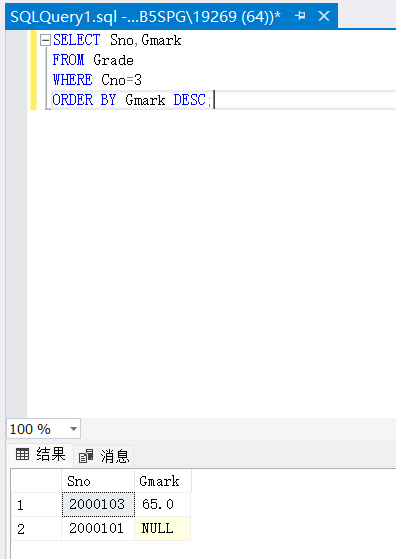 SQLQuery1.sql -...B5SPG\19269 (64))*
SELECT Sno,Gmark
FROM Grade
WHERE Cno=3
ORDER BY Gmark DESC;
100 %
结果 消息
Sno Gmark
1 2000103 65.0
2 2000101 NULL